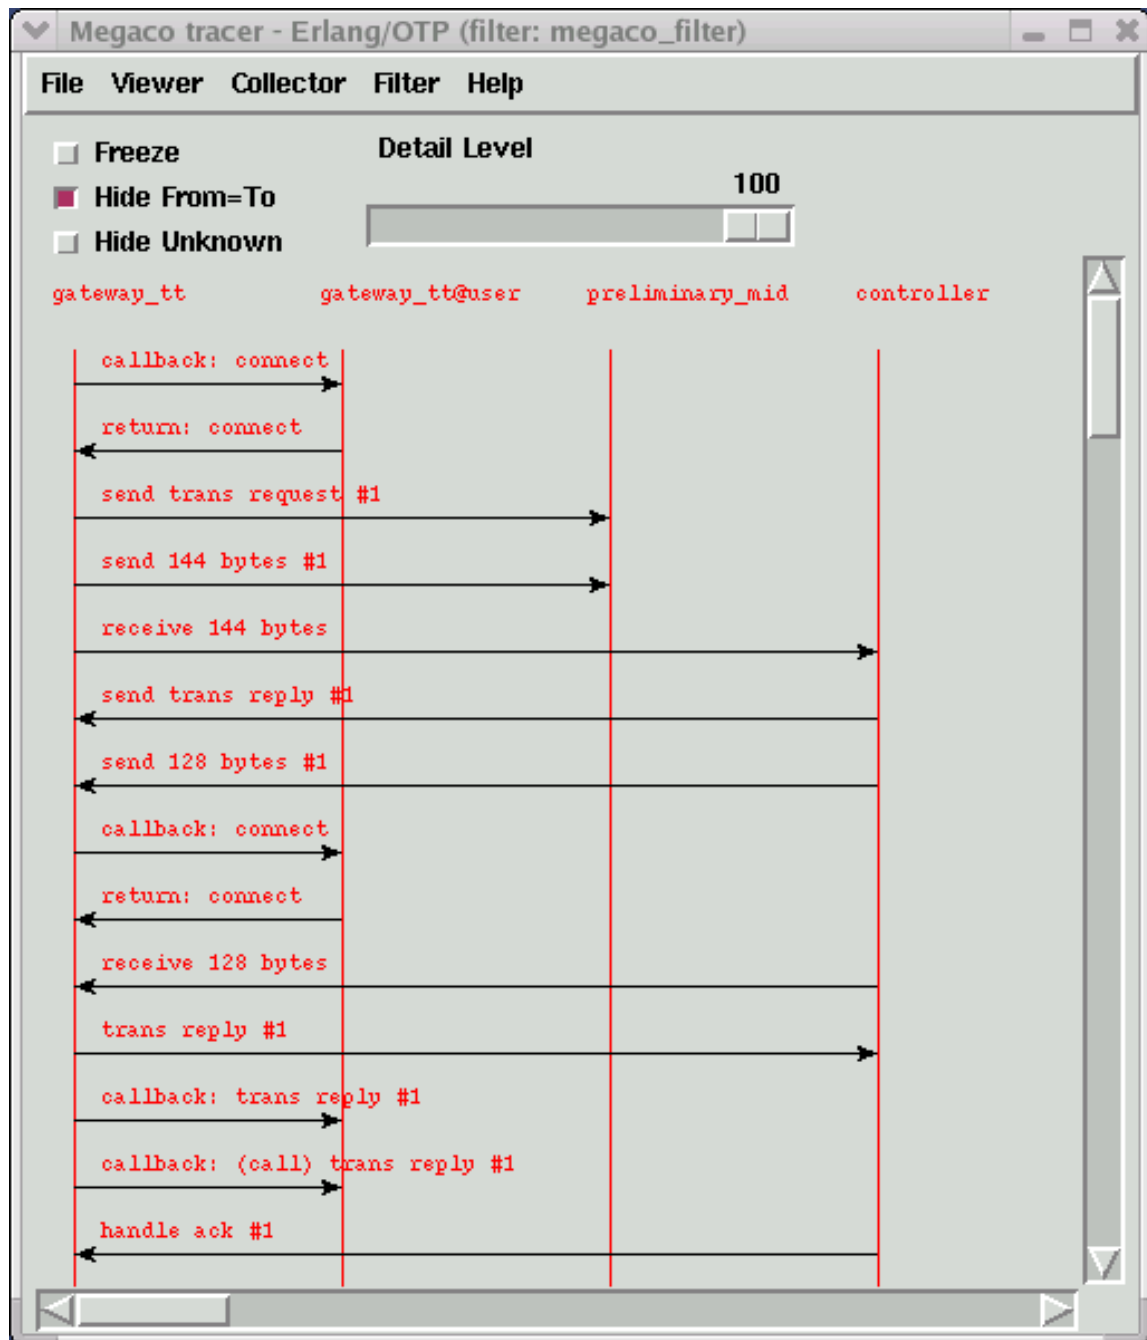 Megaco tracer - Erlang/OTP (filter: megaco_filter)
File Viewer Collector Filter Help
Freeze
Detail Level
Hide From=To
100
Hide Unknown
gateway_tt gateway_tt@user preliminary_mid controller
callback: connect
return: connect
send trans request #1
send 144 bytes #1
receive 144 bytes
send trans reply #1
send 128 bytes #1
callback: connect
return: connect
receive 128 bytes
trans reply #1
callback: trans reply #1
callback: (call) trans reply #1
handle ack #1